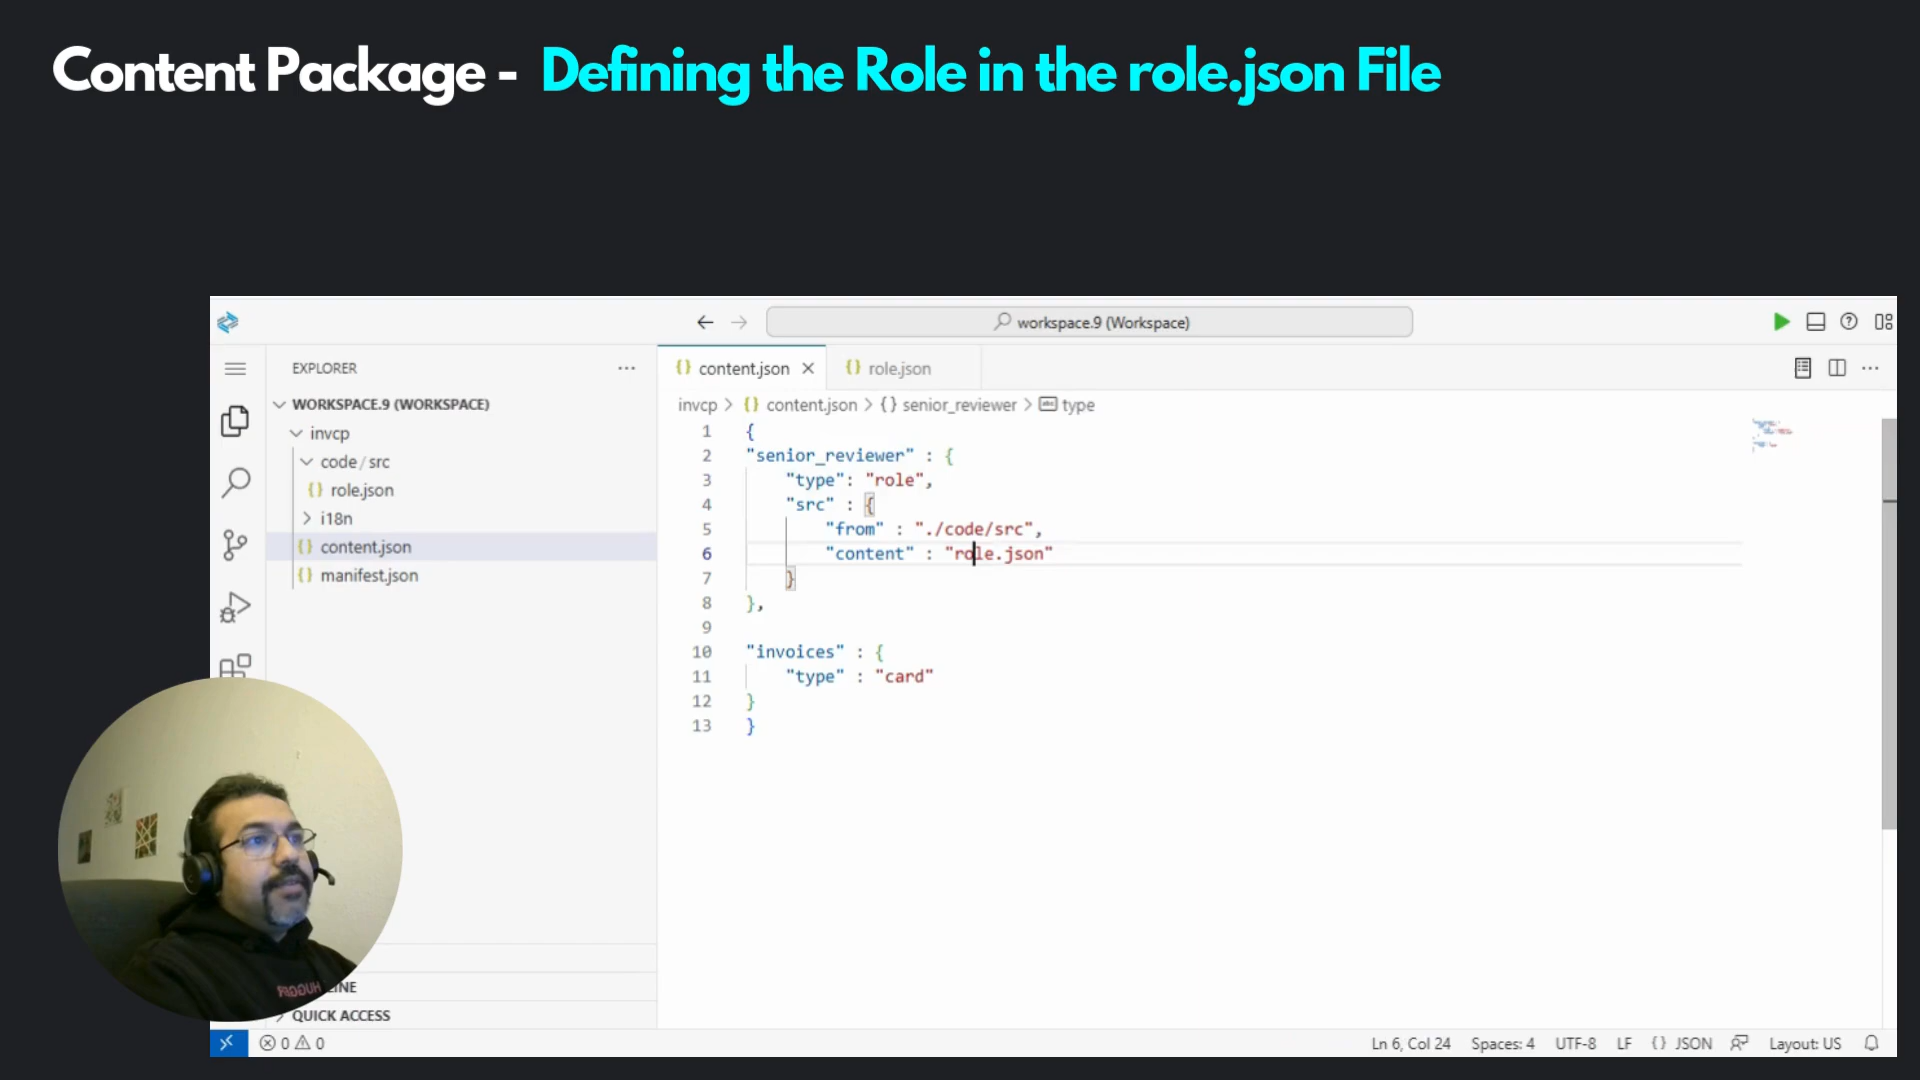 Content Package - Defining the Role in the role.json File
workspace.9 (Workspace)
EXPLORER
content.json
role.json
WORKSPACE.9 (WORKSPACE)
invcp
code/src
role.json
i18n
content.json
manifest.json
invcp > {} content.json > {} senior_reviewer > type
1 {
2 "senior_reviewer" : {
3 "type": "role",
4 "src" : {
5 "from" : "./code/src",
6 "content" : "role.json"
7 }
8 },
9
10 "invoices" : {
11 "type" : "card"
12 }
13 }
LINE
QUICK ACCESS
0 0
Ln 6, Col 24
Spaces: 4
UTF-8
LF
{} JSON
Layout: US